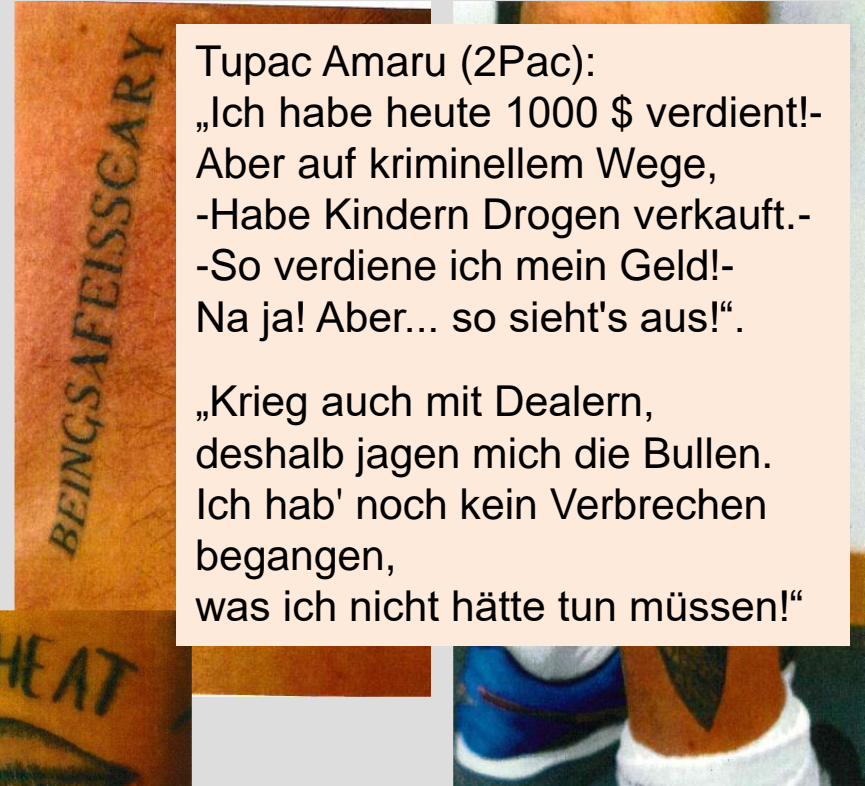 BEINGSAFEISSCARY
Tupac Amaru (2Pac):
„Ich habe heute 1000 $ verdient!-
Aber auf kriminellem Wege,
-Habe Kindern Drogen verkauft.-
-So verdiene ich mein Geld!-
Na ja! Aber... so sieht's aus!“.
„Krieg auch mit Dealern,
deshalb jagen mich die Bullen.
Ich hab' noch kein Verbrechen
begangen,
was ich nicht hätte tun müssen!“
HEAT